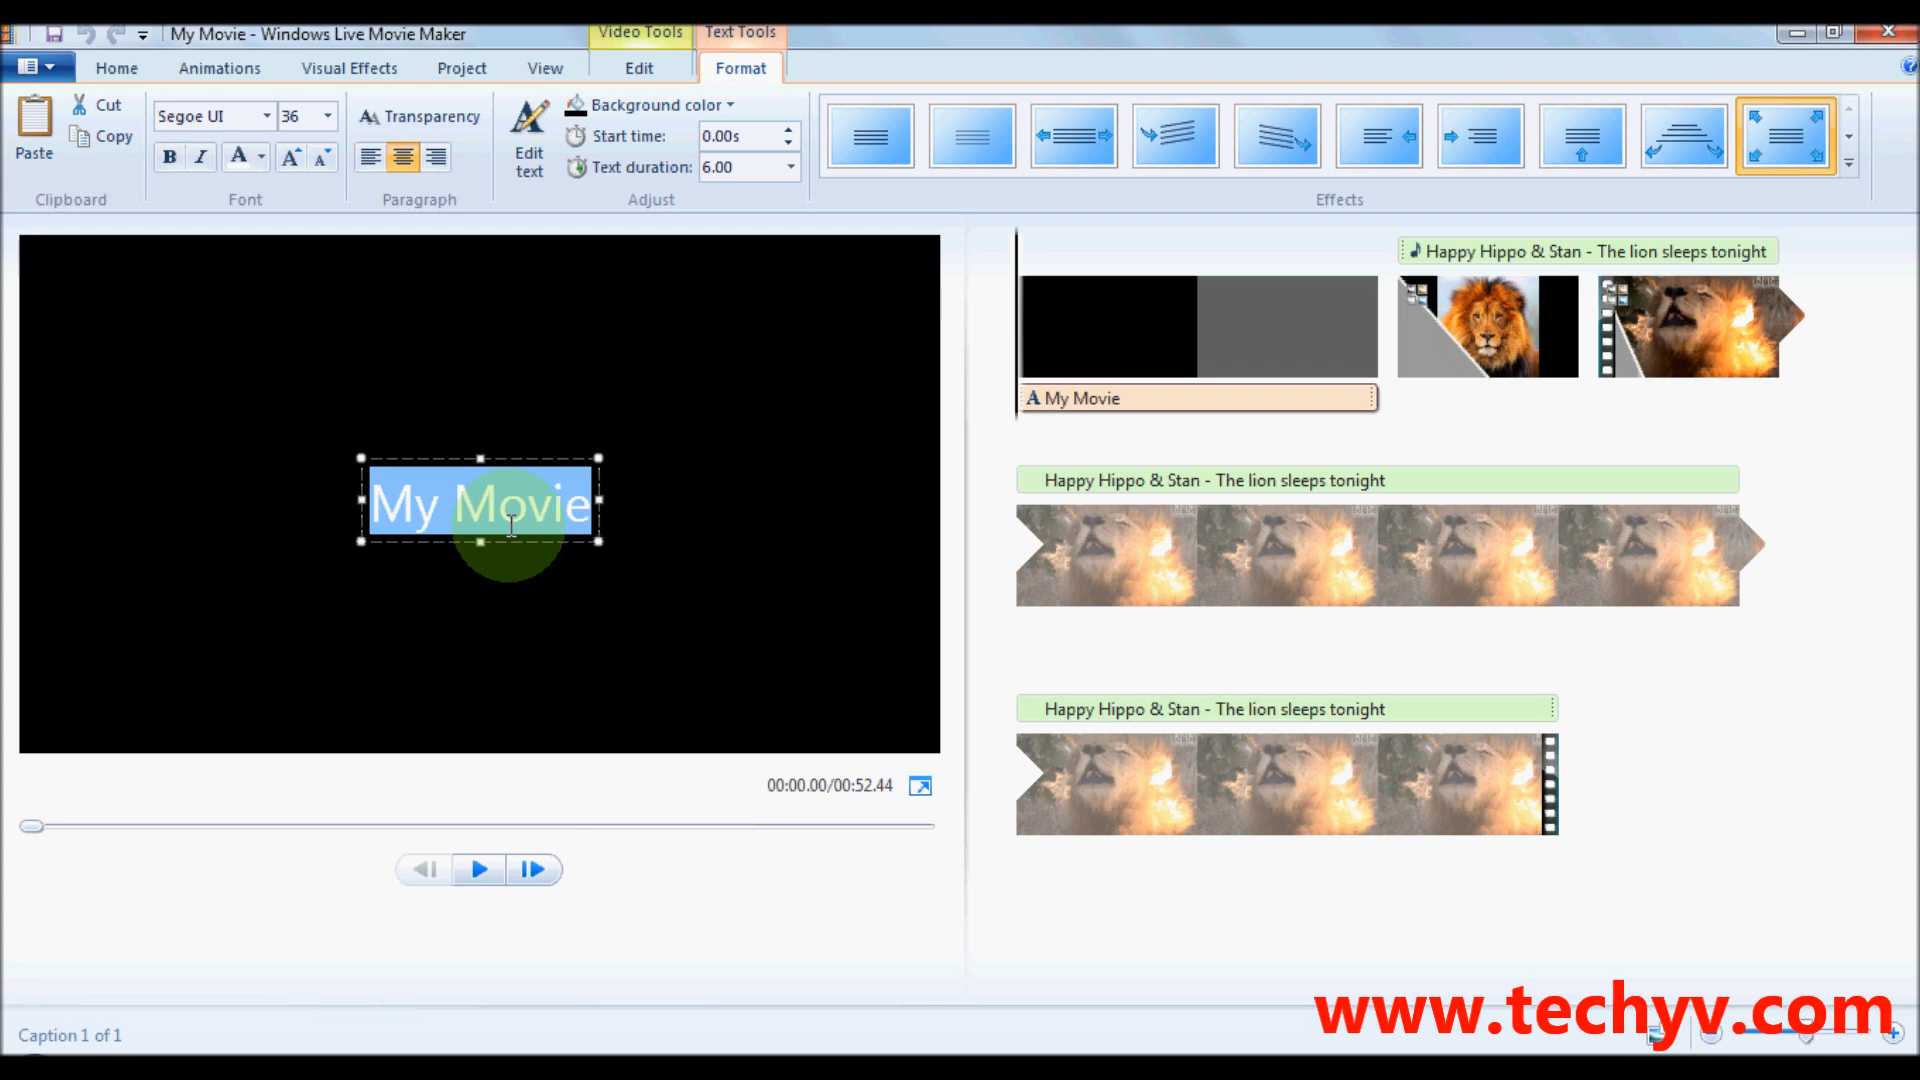 My Movie - Windows Live Movie Maker
Video Tools
Text Tools
Home
Animations
Visual Effects
Project
View
Edit
Format
Paste
Cut
Copy
Clipboard
Segoe UI
36
B I A A A
Font
Transparency
Paragraph
Edit text
Background color
Start time: 0.00s
Text duration: 6.00
Adjust
Effects
My Movie
00:00.00/00:52.44
Happy Hippo & Stan - The lion sleeps tonight
A My Movie
Happy Hippo & Stan - The lion sleeps tonight
Happy Hippo & Stan - The lion sleeps tonight
Caption 1 of 1
www.techyv.com